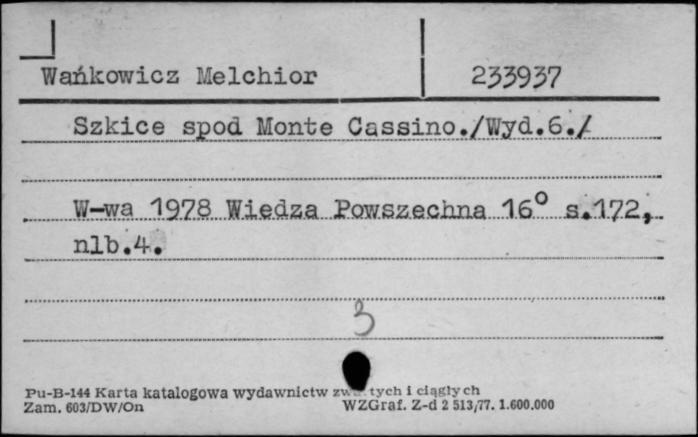 Wańkowicz Melchior 233937
Szkice spod Monte Cassino./Wyd.6./
W-wa 1978 Wiedza Powszechna 16° s.172,
nlb.4.
3
Pu-B-144 Karta katalogowa wydawnictw tych i ciągłych
Zam. 603/DW/On WZGraf. Z-d 2 513/77. 1.600.000